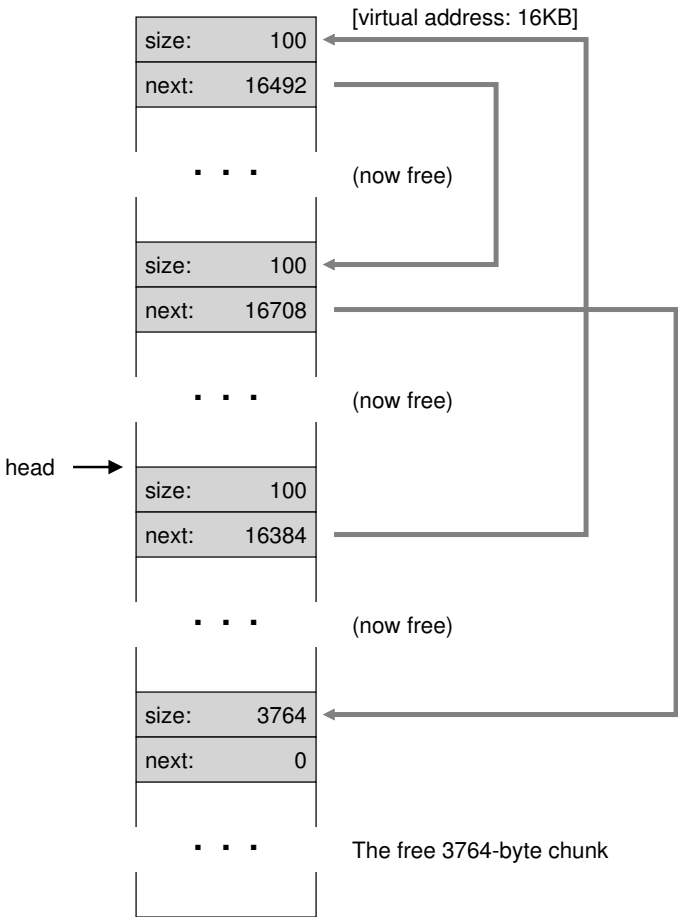 [virtual address: 16KB]
size: 100
next: 16492
. . .
(now free)
size: 100
next: 16708
. . .
(now free)
head
size: 100
next: 16384
. . .
(now free)
size: 3764
next: 0
. . .
The free 3764-byte chunk